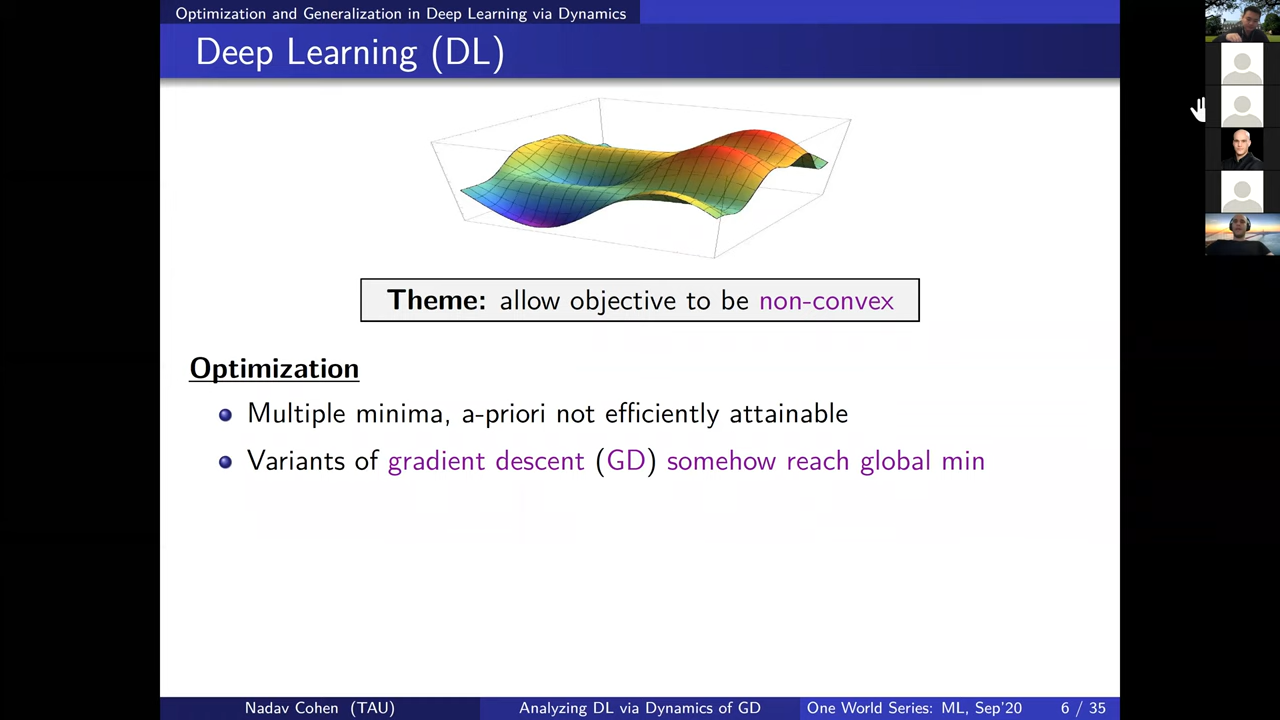 Optimization and Generalization in Deep Learning via Dynamics
Deep Learning (DL)
Theme: allow objective to be non-convex
Optimization
Multiple minima, a-priori not efficiently attainable
Variants of gradient descent (GD) somehow reach global min
Nadav Cohen (TAU) Analyzing DL via Dynamics of GD One World Series: ML, Sep'20 6 / 35